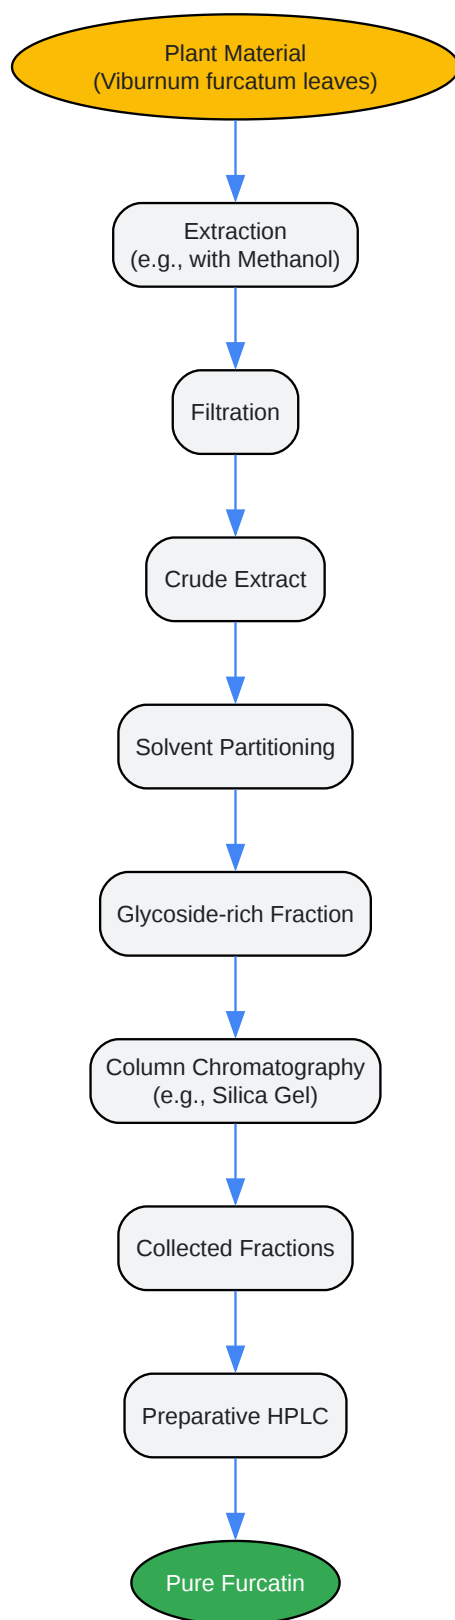 Plant Material
(Viburnum furcatum leaves)
Extraction
(e.g., with Methanol)
Filtration
Crude Extract
Solvent Partitioning
Glycoside-rich Fraction
Column Chromatography
(e.g., Silica Gel)
Collected Fractions
Preparative HPLC
Pure Furcatin